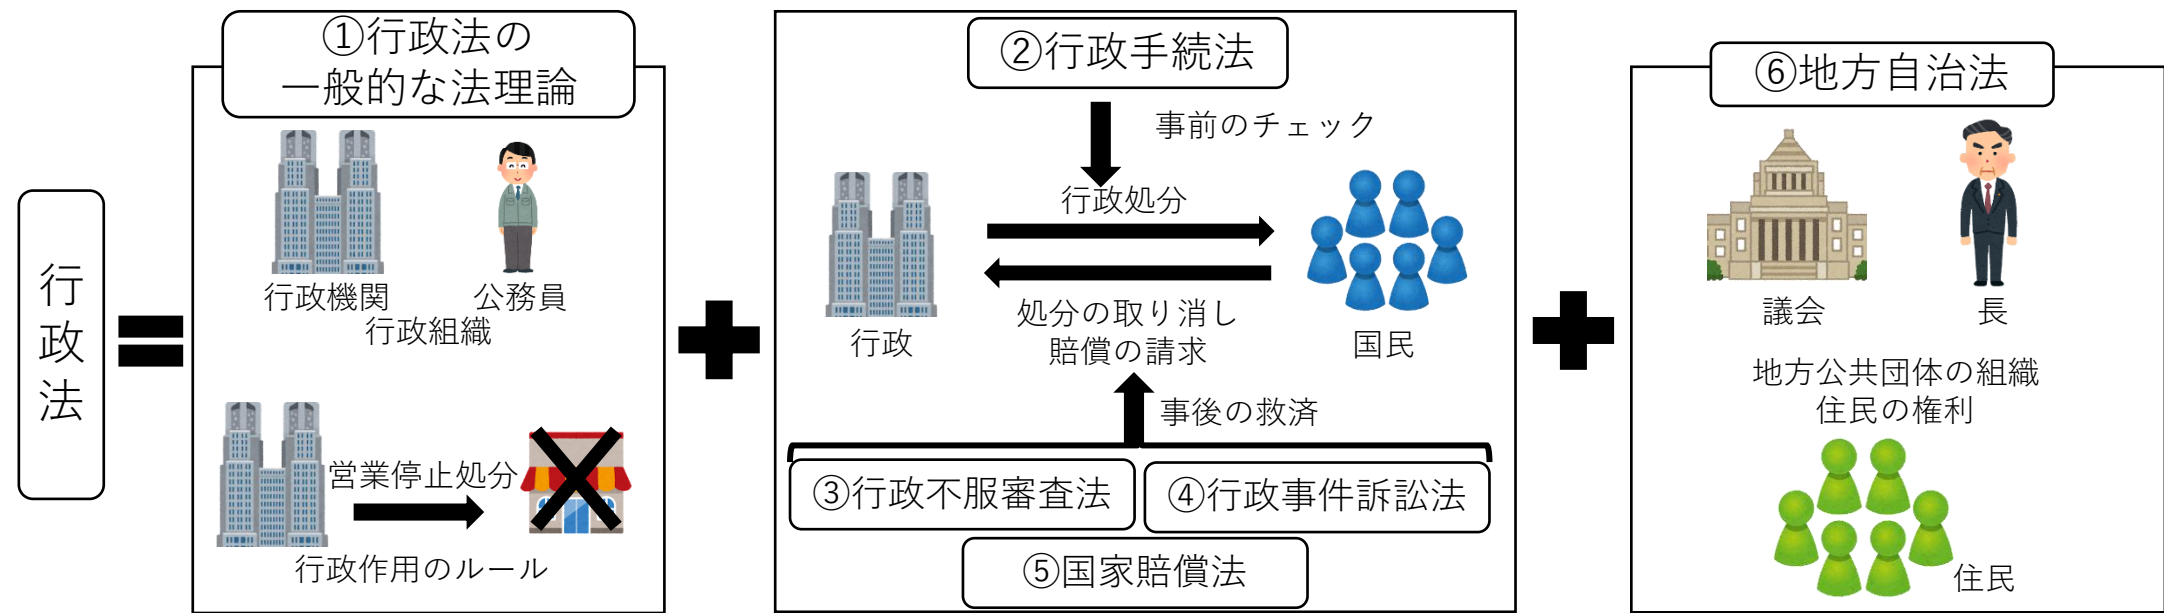 行政法
①行政法の
一般的な法理論
行政機関
公務員
行政組織
営業停止処分
行政作用のルール
②行政手続法
事前のチェック
行政処分
行政
処分の取り消し
賠償の請求
国民
事後の救済
③行政不服審査法
④行政事件訴訟法
⑤国家賠償法
⑥地方自治法
議会
長
地方公共団体の組織
住民の権利
住民